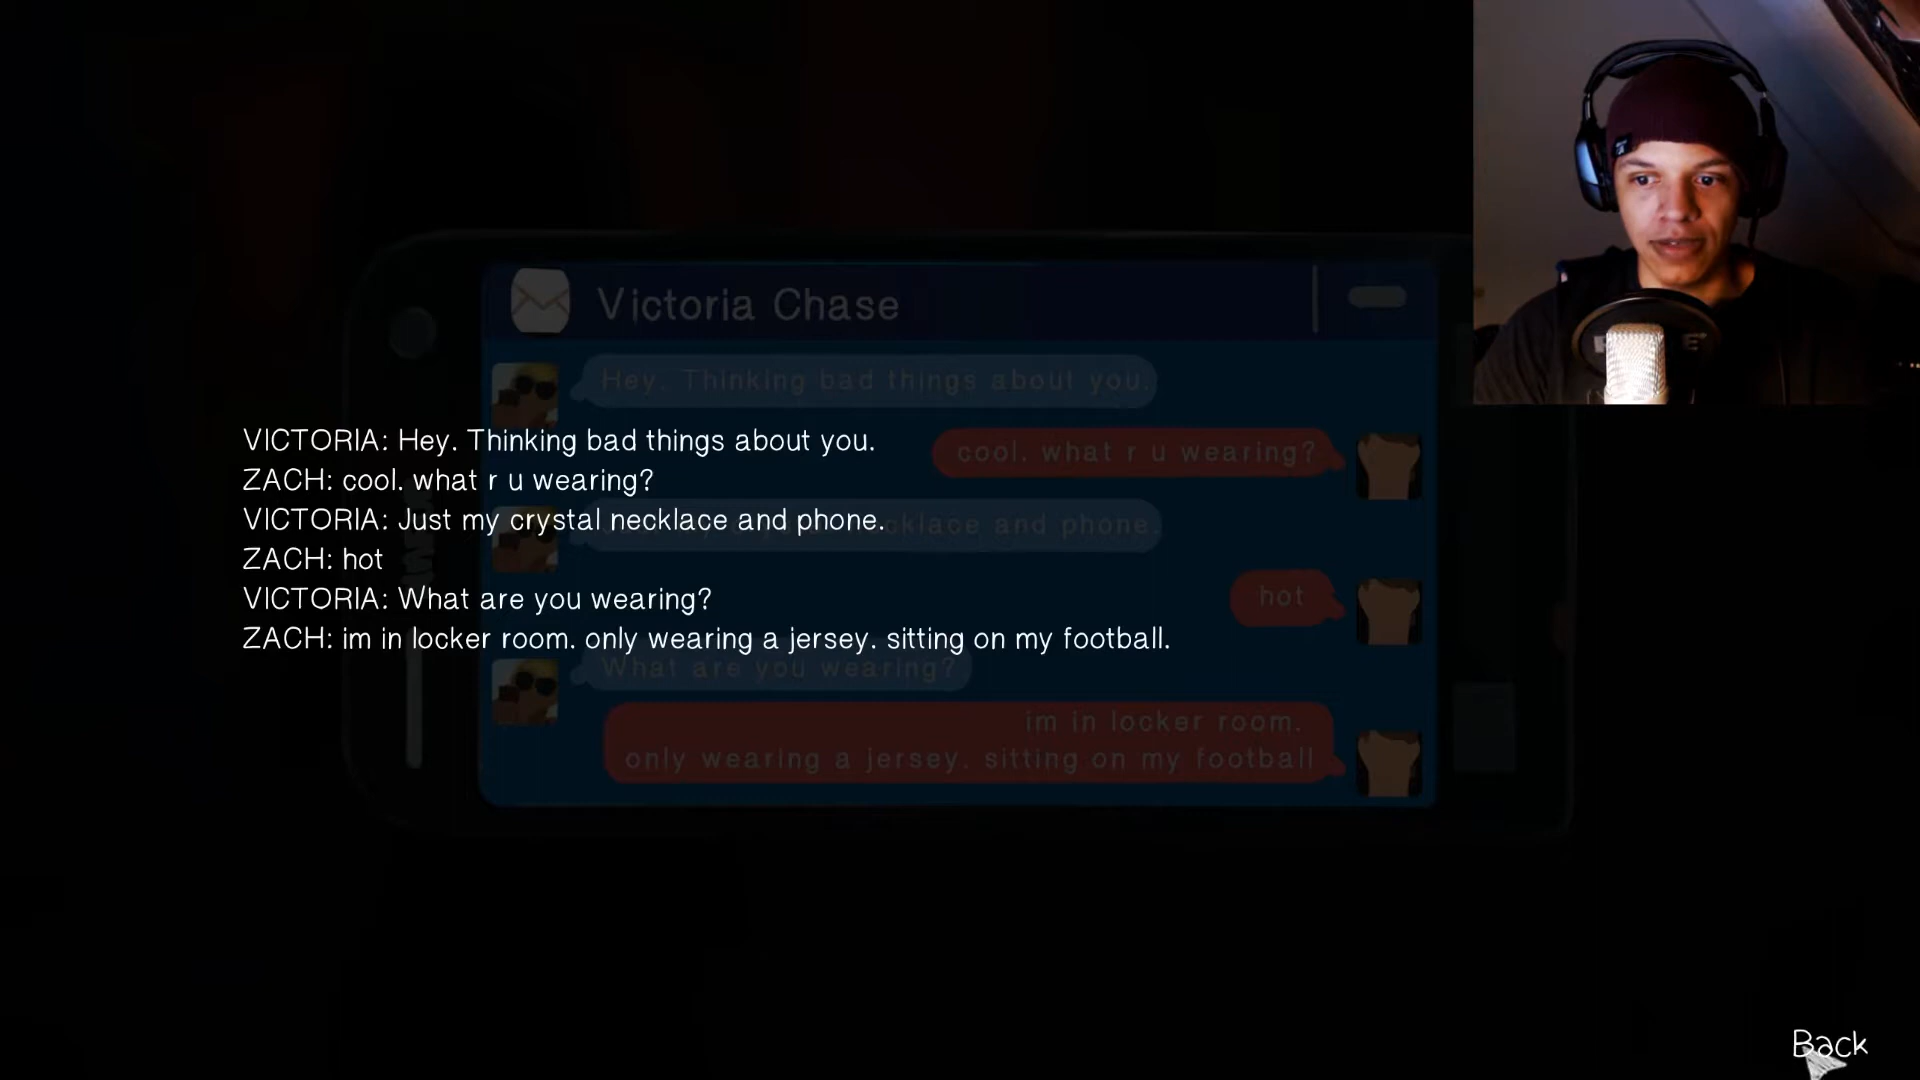 Victoria Chase
Hey. Thinking bad things about you.
cool. what r u wearing?
necklace and phone.
hot
What are you wearing?
im in locker room.
only wearing a jersey. sitting on my football
VICTORIA: Hey. Thinking bad things about you.
ZACH: cool. what r u wearing?
VICTORIA: Just my crystal necklace and phone.
ZACH: hot
VICTORIA: What are you wearing?
ZACH: im in locker room. only wearing a jersey. sitting on my football.
Back